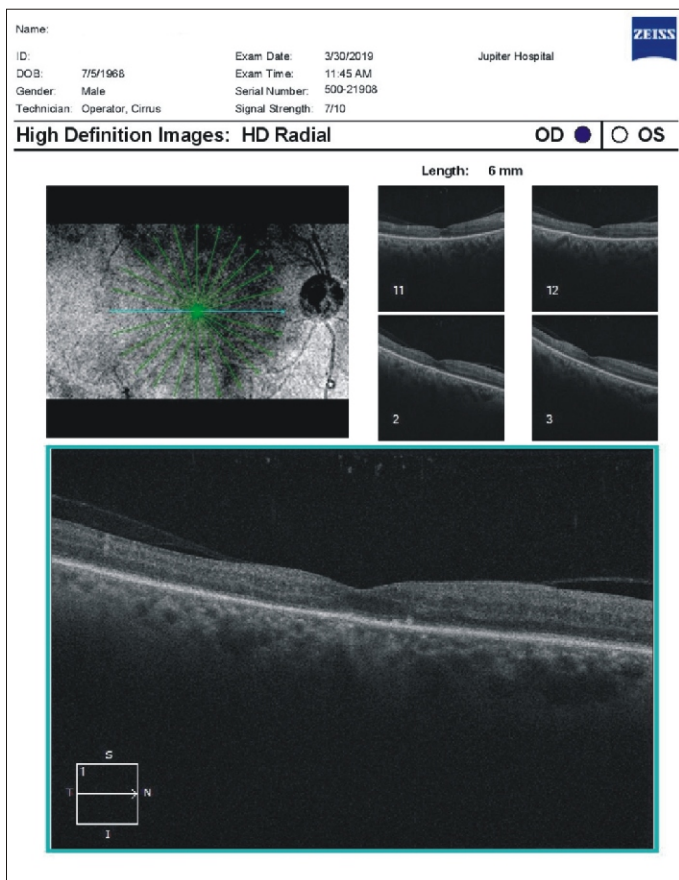 Name:
ZEISS
ID: Exam Date: 3/30/2019 Jupiter Hospital
DOB: 7/5/1968 Exam Time: 11:45 AM
Gender: Male Serial Number: 500-21908
Technician: Operator, Cirrus Signal Strength: 7/10
High Definition Images: HD Radial OD OS
Length: 6 mm
11 12
2 3
S
1
T N
I